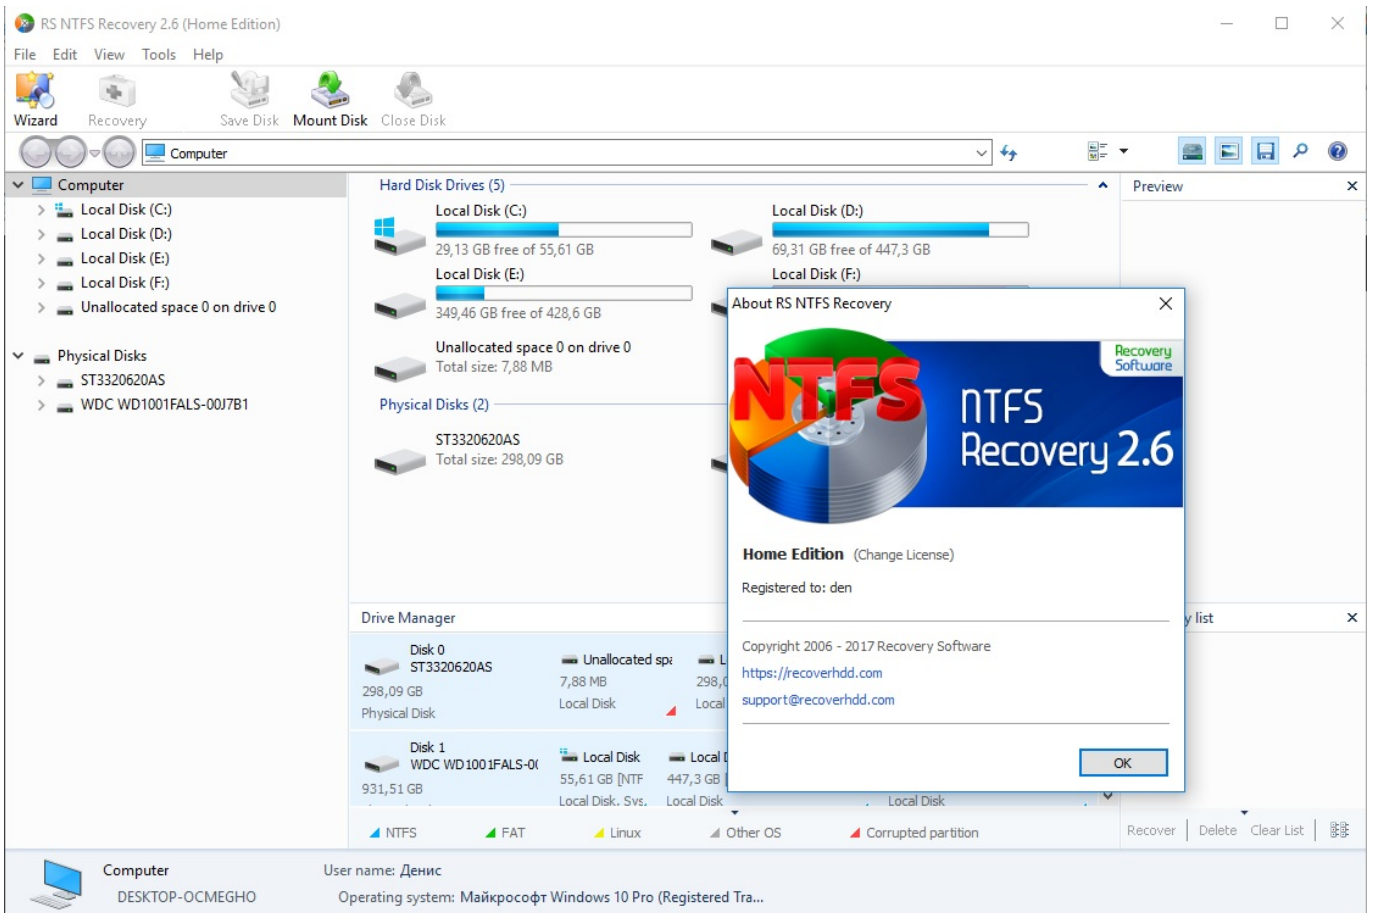 RS NTFS Recovery 2.6 (Home Edition)
File Edit View Tools Help
Wizard Recovery Save Disk Mount Disk Close Disk
Computer
Computer
Local Disk (C:)
Local Disk (D:)
Local Disk (E:)
Local Disk (F:)
Unallocated space 0 on drive 0
Physical Disks
ST3320620AS
WDC WD1001FALS-00J7B1
Hard Disk Drives (5)
Local Disk (C:)
29,13 GB free of 55,61 GB
Local Disk (D:)
69,31 GB free of 447,3 GB
Local Disk (E:)
349,46 GB free of 428,6 GB
Local Disk (F:)
Unallocated space 0 on drive 0
Total size: 7,88 MB
Physical Disks (2)
ST3320620AS
Total size: 298,09 GB
Preview
About RS NTFS Recovery
Recovery
Software
NTFS
NTFS
Recovery 2.6
Home Edition (Change License)
Registered to: den
Copyright 2006 - 2017 Recovery Software
https://recoverhdd.com
support@recoverhdd.com
OK
Drive Manager
y list
Disk 0
ST3320620AS
298,09 GB
Physical Disk
Unallocated spa
7,88 MB
Local Disk
L
298,0
Local
Disk 1
WDC WD1001FALS-0(
931,51 GB
Local Disk
55,61 GB [NTF
Local Disk, Sys.
Local D
447,3 GB [
Local Disk
Local Disk
NTFS FAT Linux Other OS Corrupted partition
Recover Delete Clear List
Computer
DESKTOP-OCMEGHO
User name: Денис
Operating system: Майкрософт Windows 10 Pro (Registered Tra...